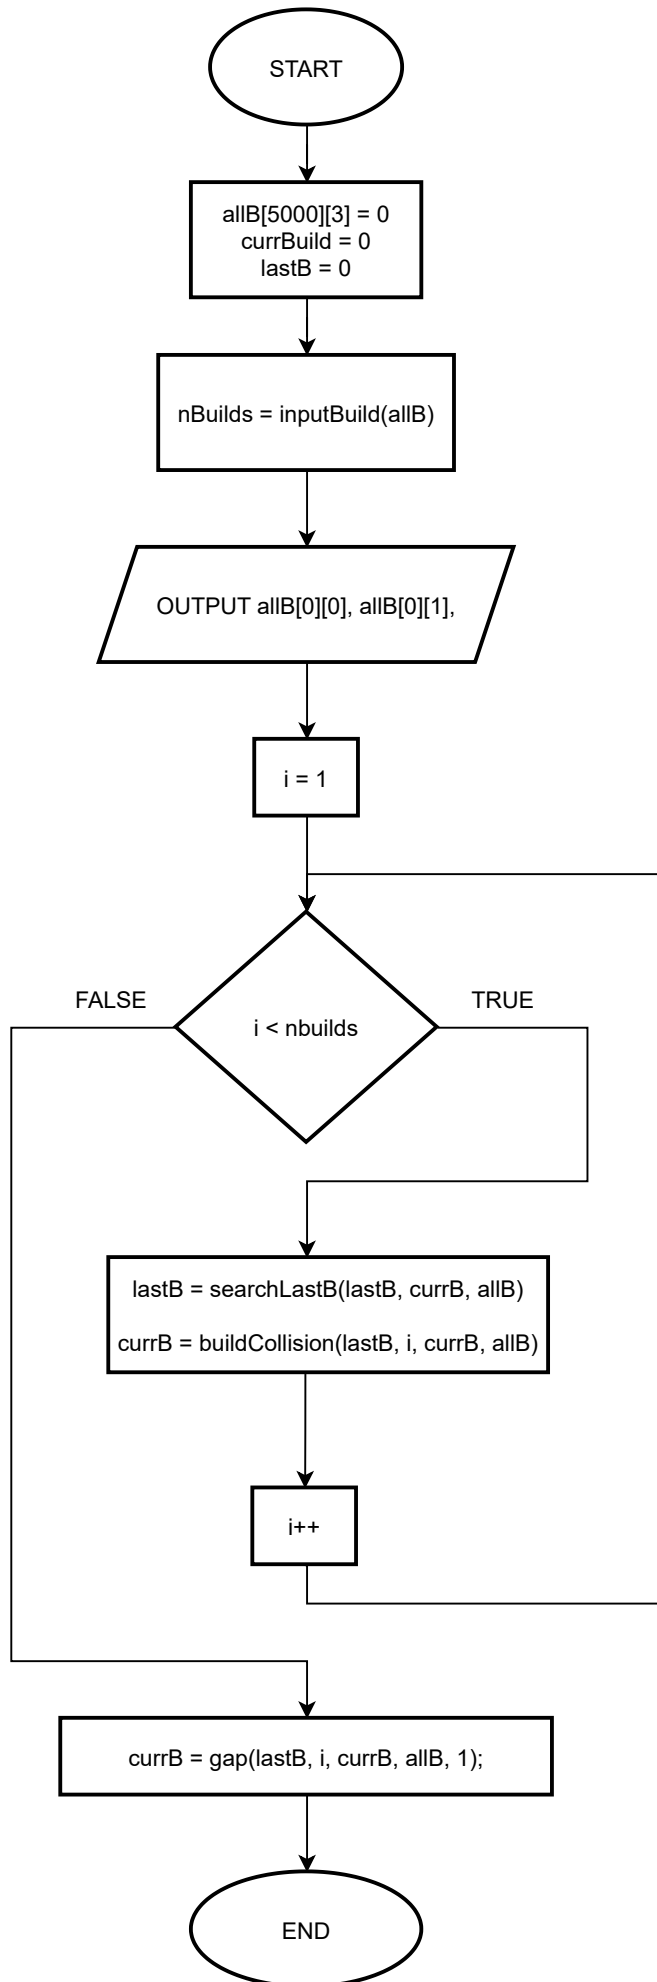 START
allB[5000][3] = 0
currBuild = 0
lastB = 0
nBuilds = inputBuild(allB)
OUTPUT allB[0][0], allB[0][1],
i = 1
FALSE
TRUE
i < nbuilds
lastB = searchLastB(lastB, currB, allB)
currB = buildCollision(lastB, i, currB, allB)
i++
currB = gap(lastB, i, currB, allB, 1);
END